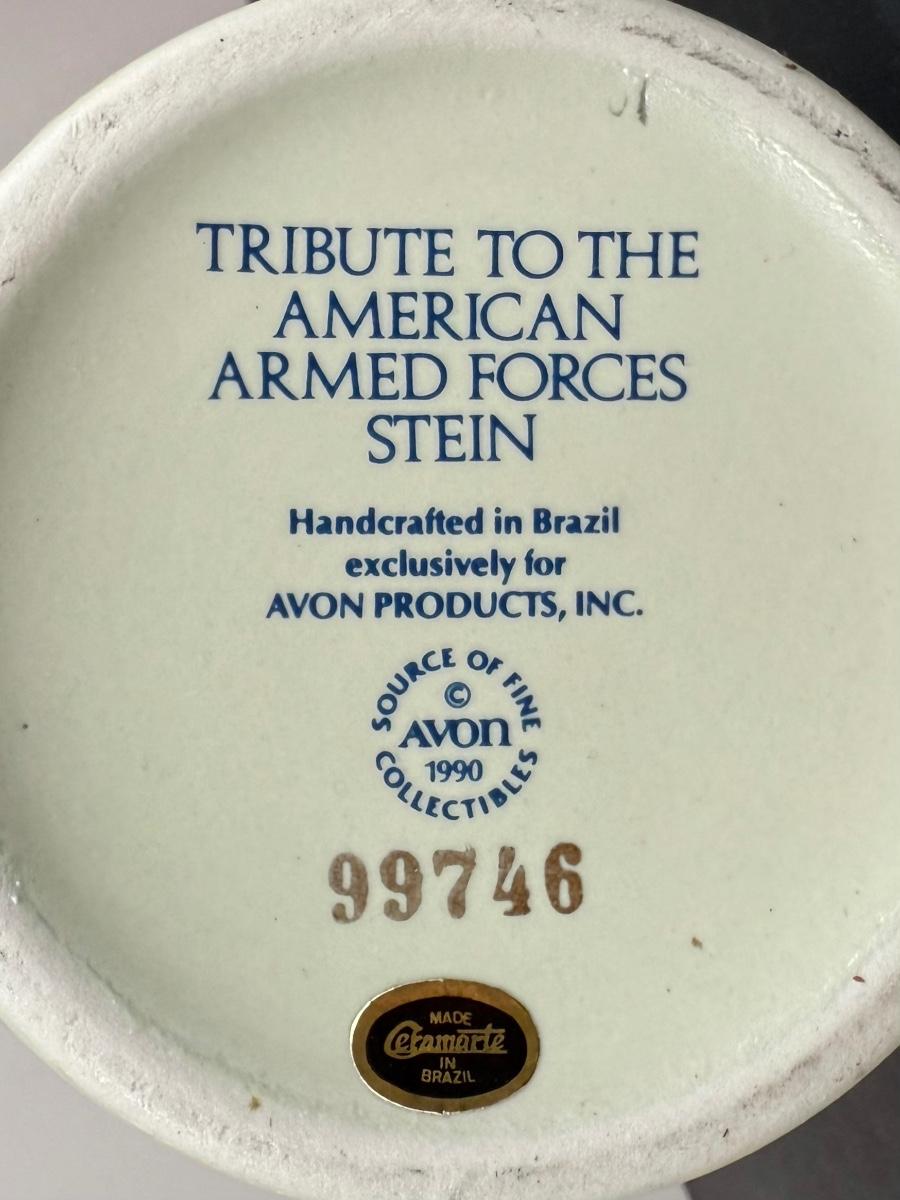 TRIBUTE TO THE
AMERICAN
ARMED FORCES
STEIN
Handcrafted in Brazil
exclusively for
AVON PRODUCTS, INC.
SOURCE OF FINE
©
AVON
1990
COLLECTIBLES
99746
MADE
Ceramarte
IN
BRAZIL